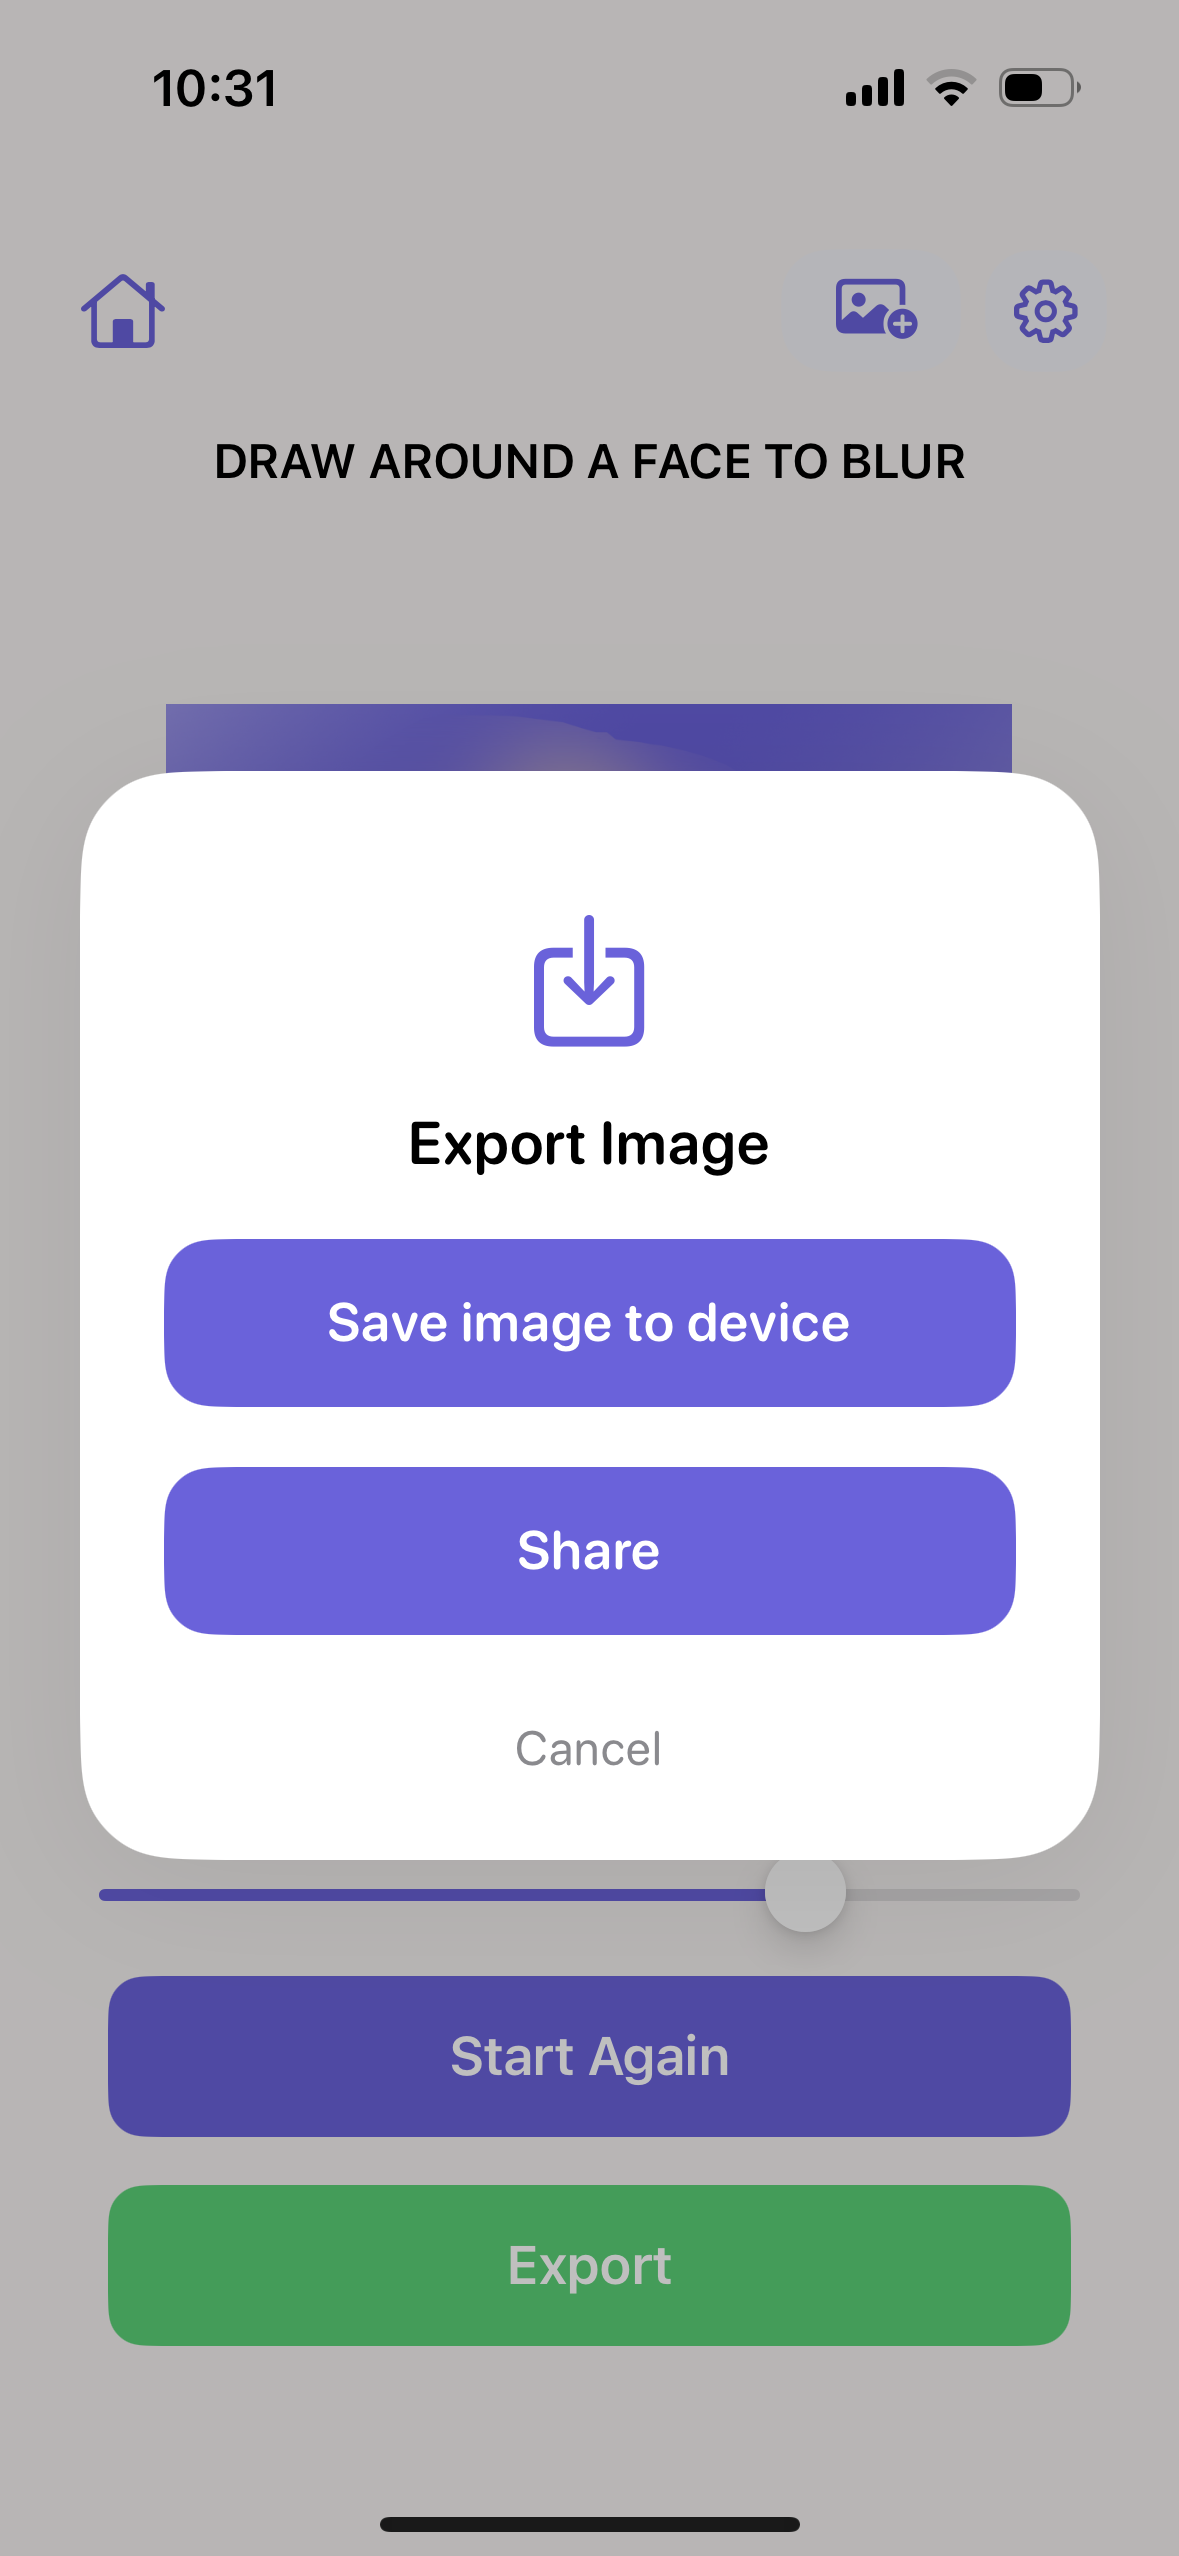 10:31
DRAW AROUND A FACE TO BLUR
Export Image
Save image to device
Share
Cancel
Start Again
Export